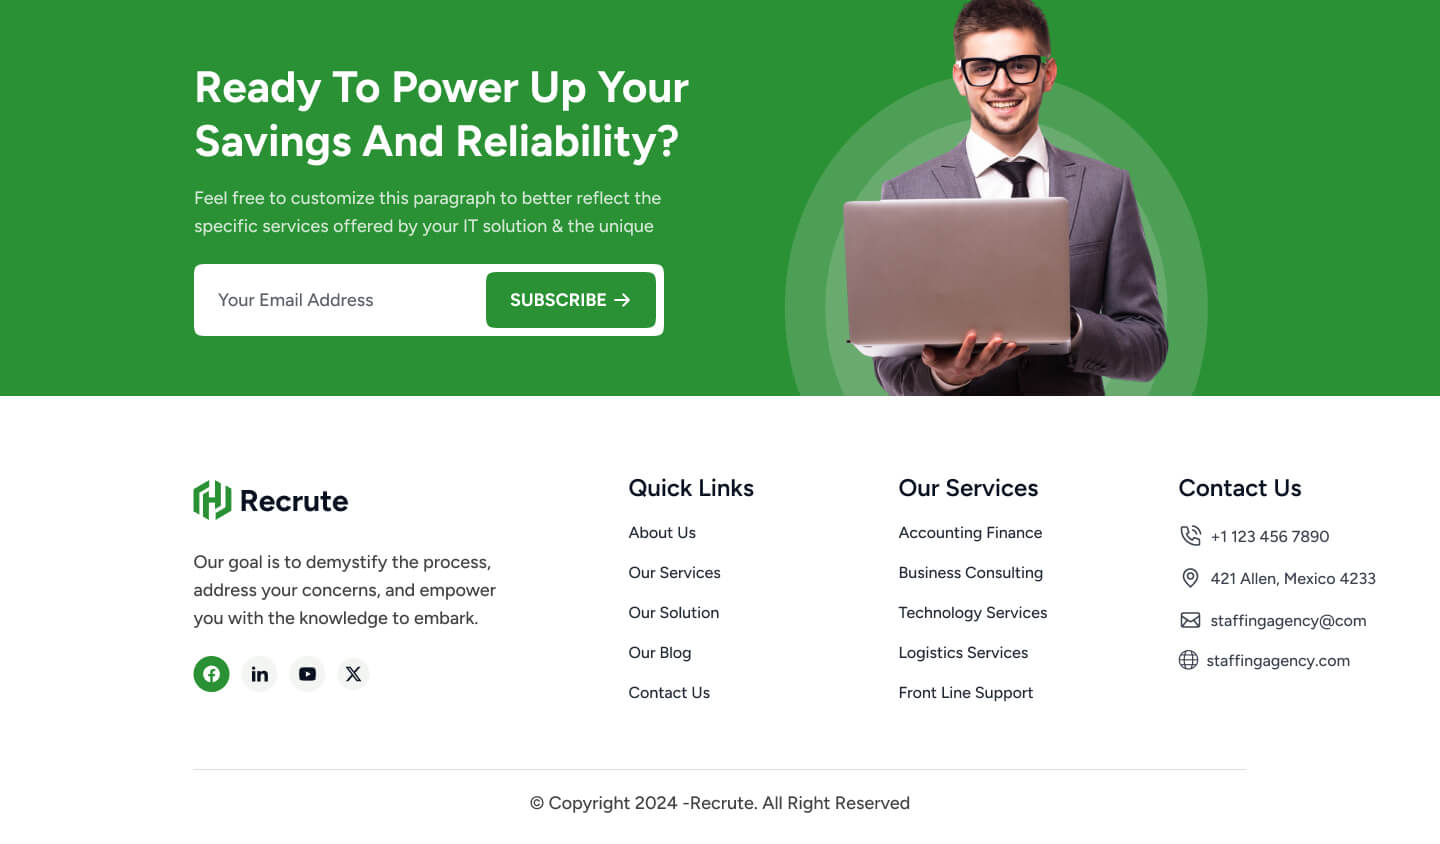 Ready To Power Up Your
Savings And Reliability?
Feel free to customize this paragraph to better reflect the
specific services offered by your IT solution & the unique
Your Email Address
SUBSCRIBE
Recrute
Our goal is to demystify the process,
address your concerns, and empower
you with the knowledge to embark.
Quick Links
About Us
Our Services
Our Solution
Our Blog
Contact Us
Our Services
Accounting Finance
Business Consulting
Technology Services
Logistics Services
Front Line Support
Contact Us
+1 123 456 7890
421 Allen, Mexico 4233
staffingagency@com
staffingagency.com
© Copyright 2024 -Recrute. All Right Reserved